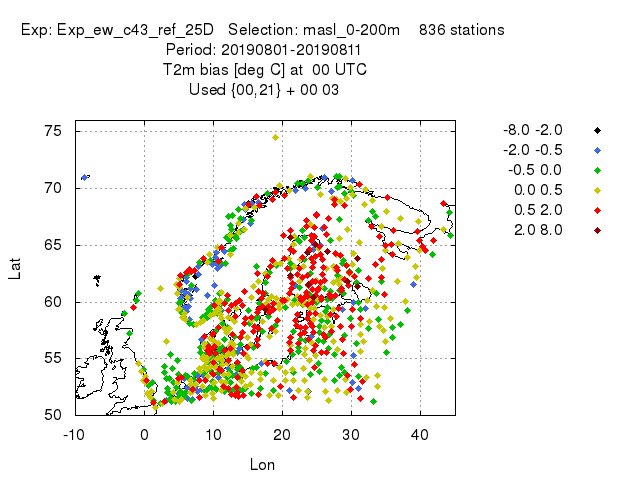 Exp: Exp_ew_c43_ref_25D   Selection: masl_0-200m    836 stations
Period: 20190801-20190811
T2m bias [deg C] at  00 UTC
Used {00,21} + 00 03
-8.0 -2.0
-2.0 -0.5
-0.5 0.0
0.0 0.5
0.5 2.0
2.0 8.0
75
70
65
60
55
50
Lat
-10 0 10 20 30 40
Lon